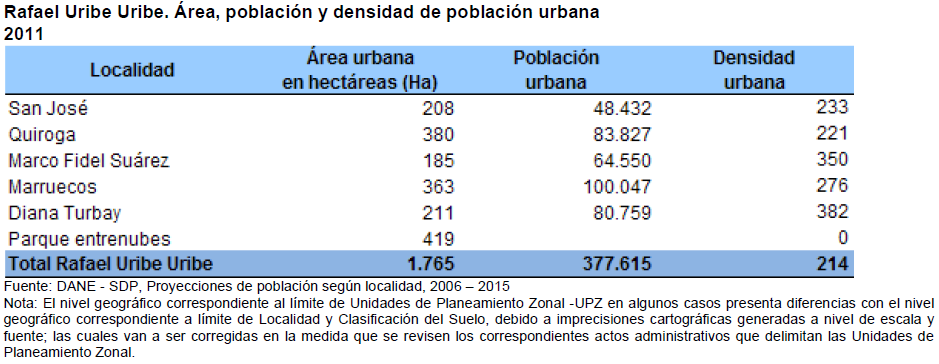 Rafael Uribe Uribe. Área, población y densidad de población urbana
2011
Localidad Área urbana en hectáreas (Ha) Población urbana Densidad urbana
San José 208 48.432 233
Quiroga 380 83.827 221
Marco Fidel Suárez 185 64.550 350
Marruecos 363 100.047 276
Diana Turbay 211 80.759 382
Parque entrenubes 419 0
Total Rafael Uribe Uribe 1.765 377.615 214
Fuente: DANE - SDP, Proyecciones de población según localidad, 2006 – 2015
Nota: El nivel geográfico correspondiente al límite de Unidades de Planeamiento Zonal -UPZ en algunos casos presenta diferencias con el nivel
geográfico correspondiente a límite de Localidad y Clasificación del Suelo, debido a imprecisiones cartográficas generadas a nivel de escala y
fuente; las cuales van a ser corregidas en la medida que se revisen los correspondientes actos administrativos que delimitan las Unidades de
Planeamiento Zonal.